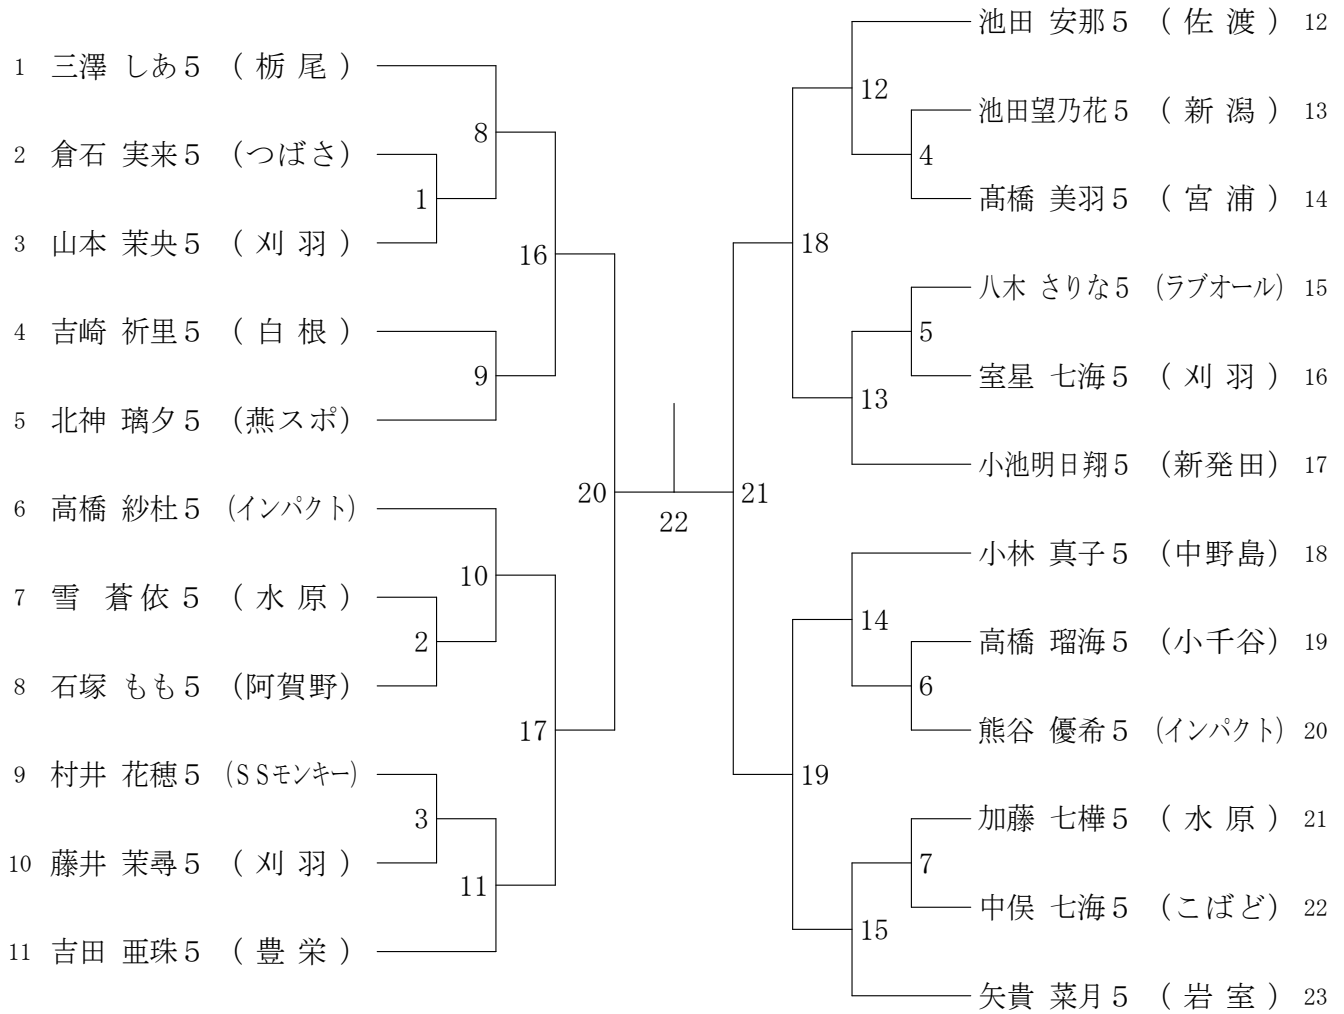 1 三澤 しあ5 （栃尾）
2 倉石 実来5 （つばさ）
3 山本 茉央5 （刈羽）
4 吉崎 祈里5 （白根）
5 北神 璃夕5 （燕スポ）
6 高橋 紗杜5 （インパクト）
7 雪 蒼依5 （水原）
8 石塚 もも5 （阿賀野）
9 村井 花穂5 （SSモンキー）
10 藤井 茉尋5 （刈羽）
11 吉田 亜珠5 （豊栄）
8
1
16
9
20
10
2
17
3
11
22
21
12
4
18
5
13
14
6
19
7
15
池田 安那5 （佐渡） 12
池田望乃花5 （新潟） 13
髙橋 美羽5 （宮浦） 14
八木 さりな5 （ラブオール） 15
室星 七海5 （刈羽） 16
小池明日翔5 （新発田） 17
小林 真子5 （中野島） 18
高橋 瑠海5 （小千谷） 19
熊谷 優希5 （インパクト） 20
加藤 七樺5 （水原） 21
中俣 七海5 （こばど） 22
矢貴 菜月5 （岩室） 23